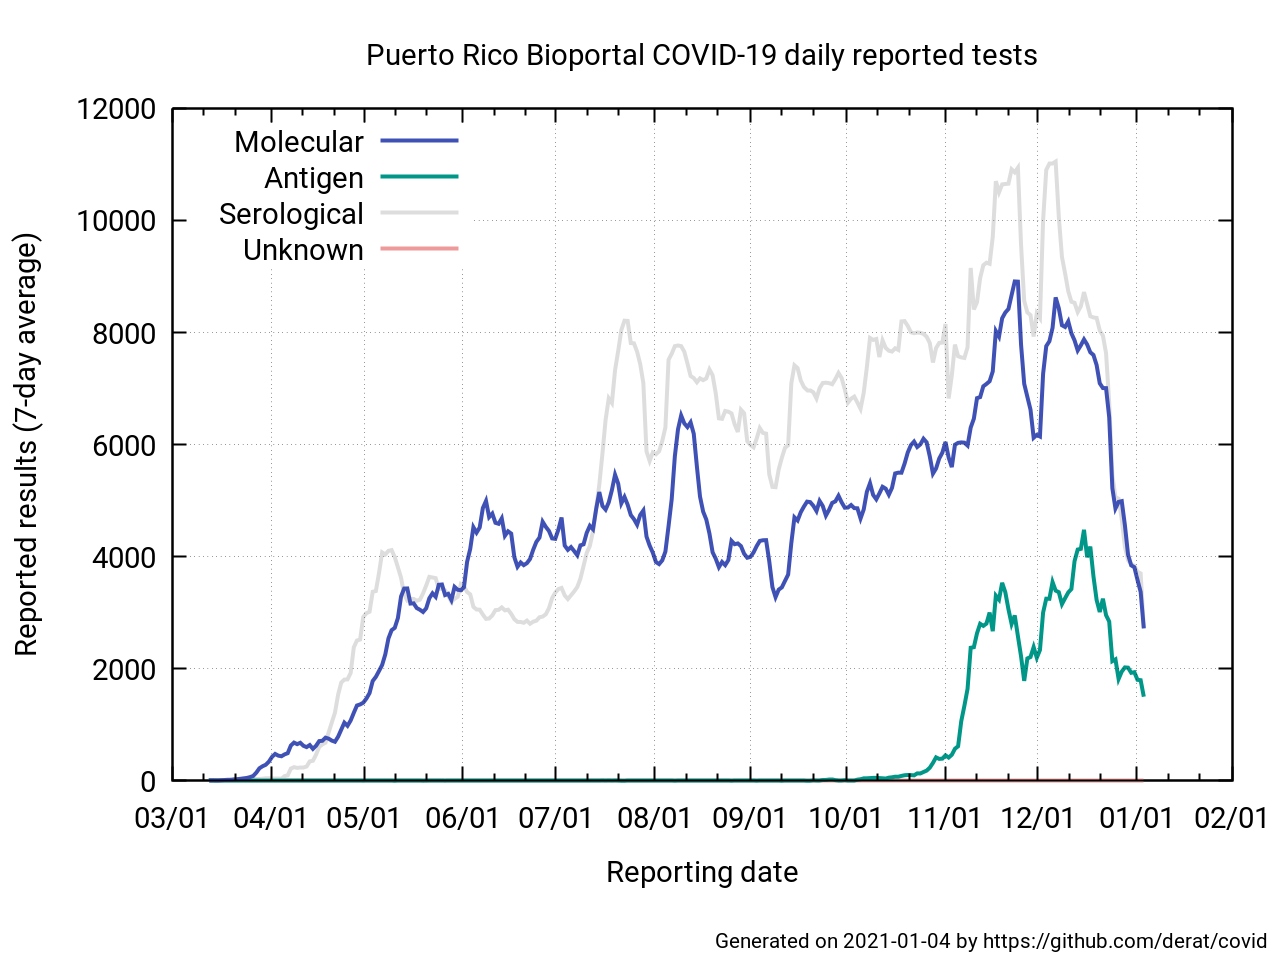 Puerto Rico Bioportal COVID-19 daily reported tests
12000
10000
8000
6000
4000
2000
0
Reported results (7-day average)
Molecular
Antigen
Serological
Unknown
03/01 04/01 05/01 06/01 07/01 08/01 09/01 10/01 11/01 12/01 01/01 02/01
Reporting date
Generated on 2021-01-04 by https://github.com/derat/covid